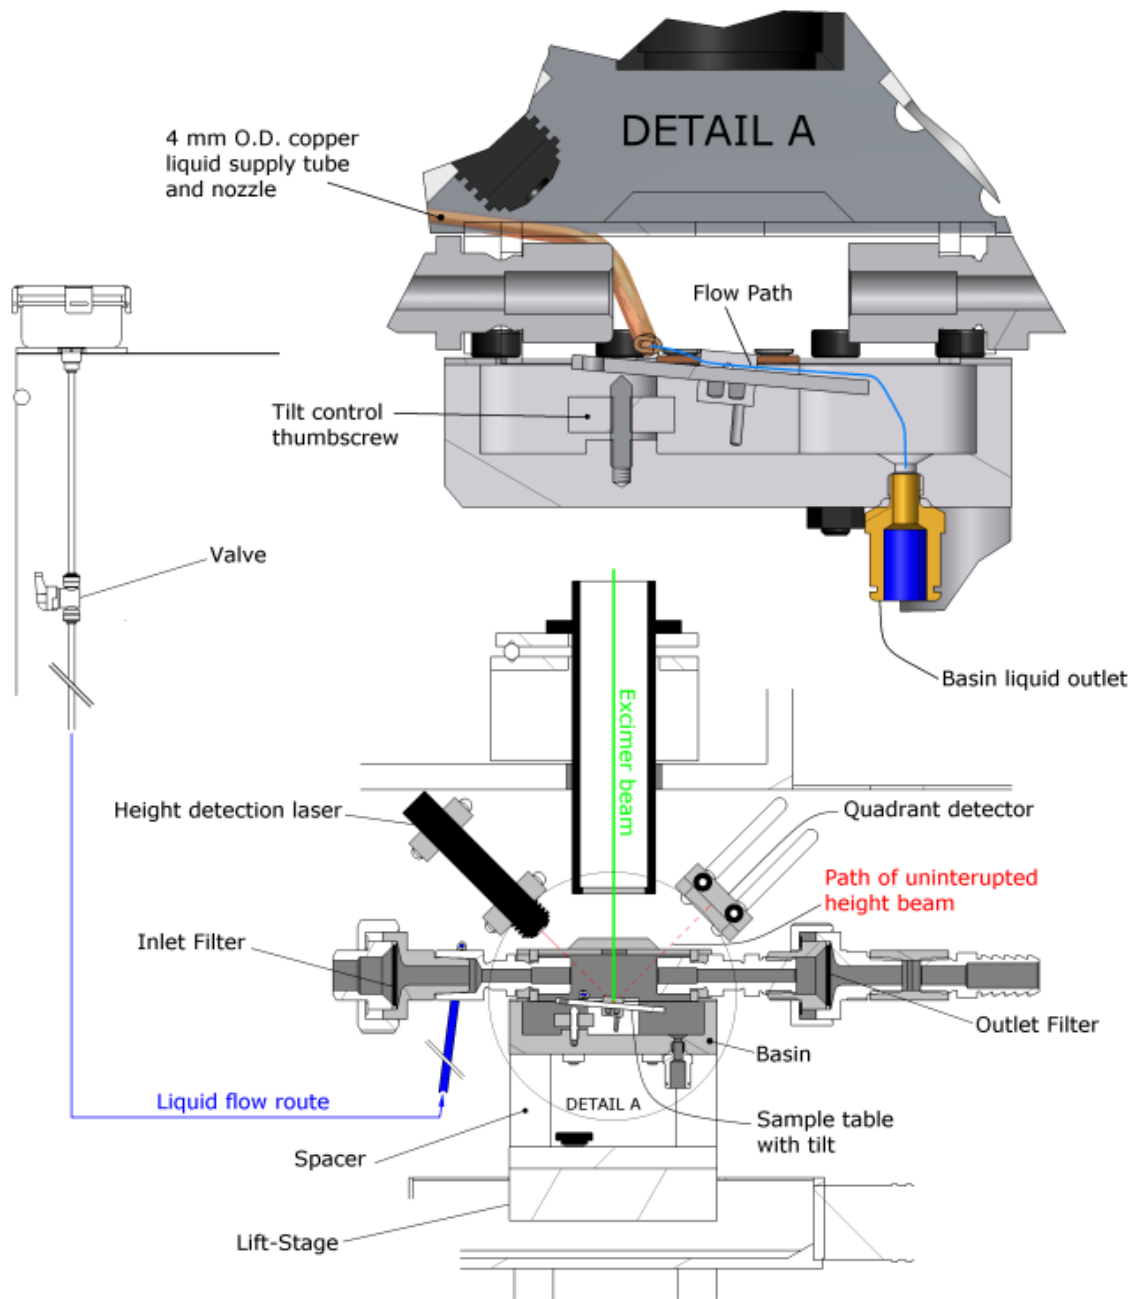 DETAIL A
4 mm O.D. copper
liquid supply tube
and nozzle
Flow Path
Tilt control
thumbscrew
Valve
Basin liquid outlet
Excimer beam
Height detection laser
Quadrant detector
Path of uninterupted
height beam
Inlet Filter
Outlet Filter
Basin
Liquid flow route
DETAIL A
Sample table
with tilt
Spacer
Lift-Stage